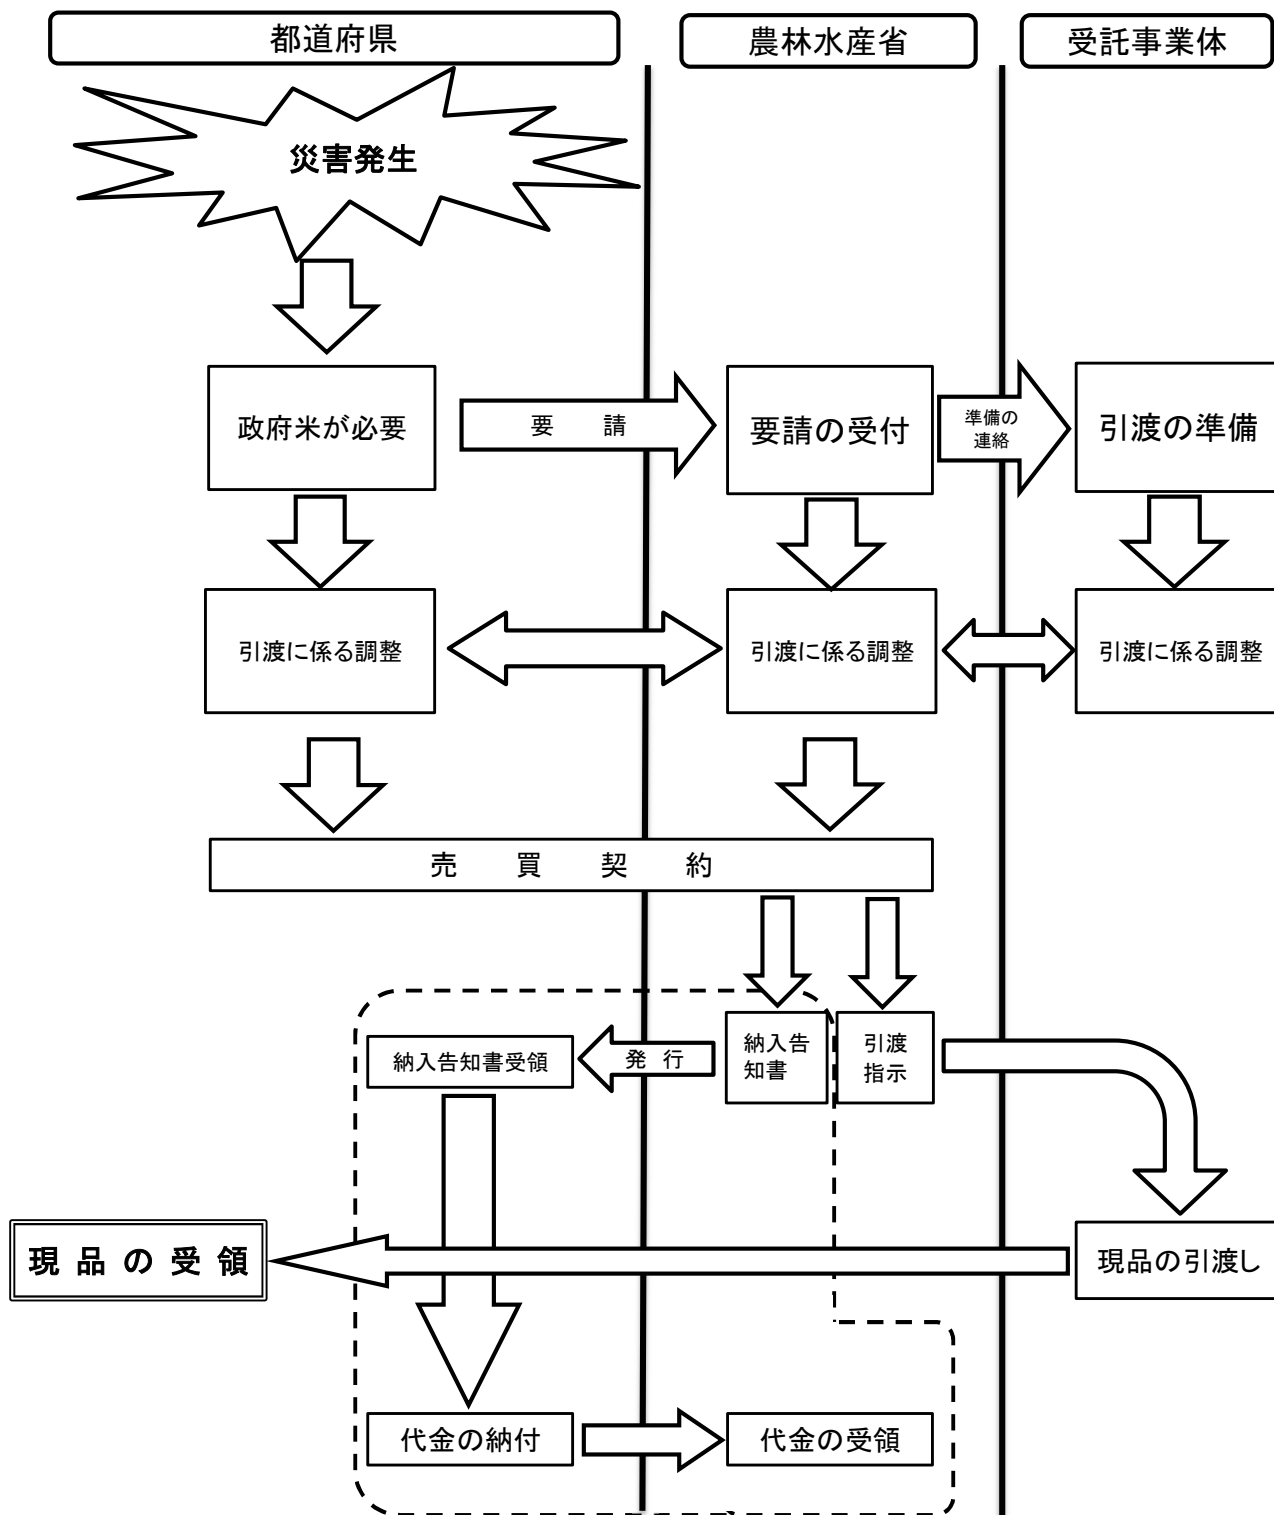 都道府県
農林水産省
受託事業体
災害発生
政府米が必要
要　　請
要請の受付
準備の
連絡
引渡の準備
引渡に係る調整
引渡に係る調整
引渡に係る調整
売　　買　　契　　約
納入告知書受領
発　行
納入告
知書
引渡
指示
現　品　の　受　領
現品の引渡し
代金の納付
代金の受領